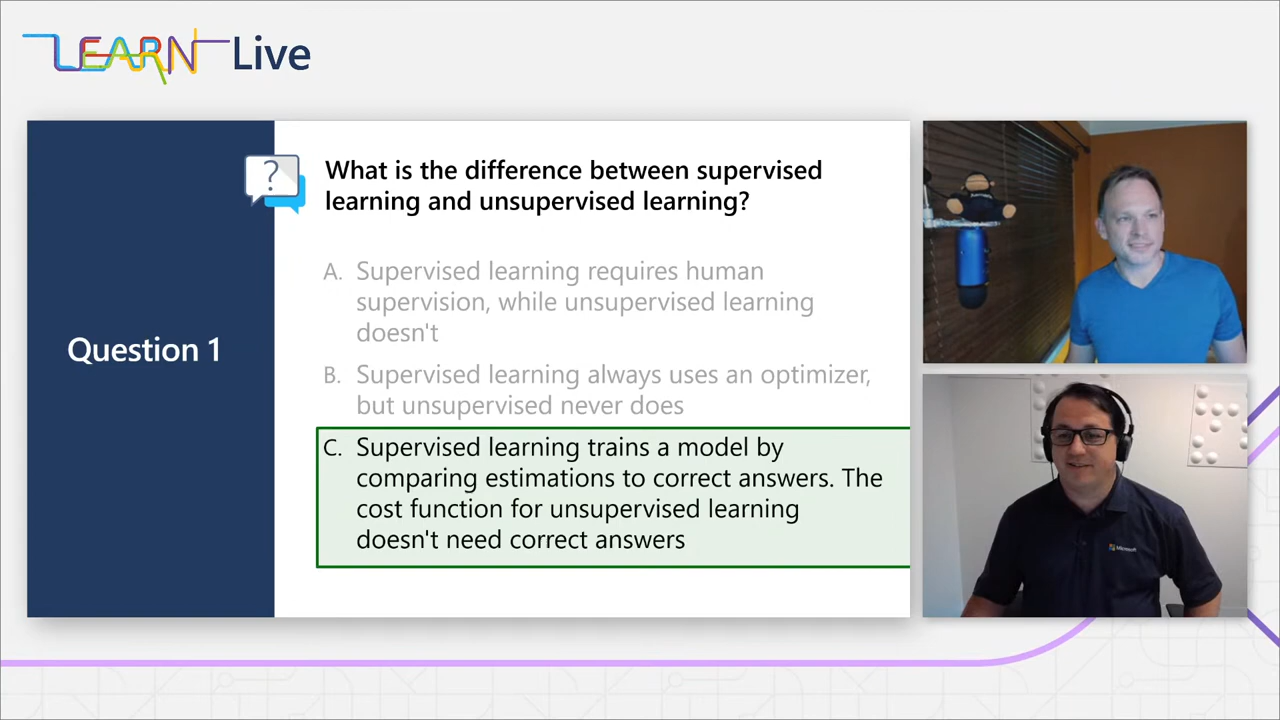 LEARN Live
What is the difference between supervised
learning and unsupervised learning?
A. Supervised learning requires human
supervision, while unsupervised learning
doesn't
B. Supervised learning always uses an optimizer,
but unsupervised never does
C. Supervised learning trains a model by
comparing estimations to correct answers. The
cost function for unsupervised learning
doesn't need correct answers
Question 1
?
Microsoft